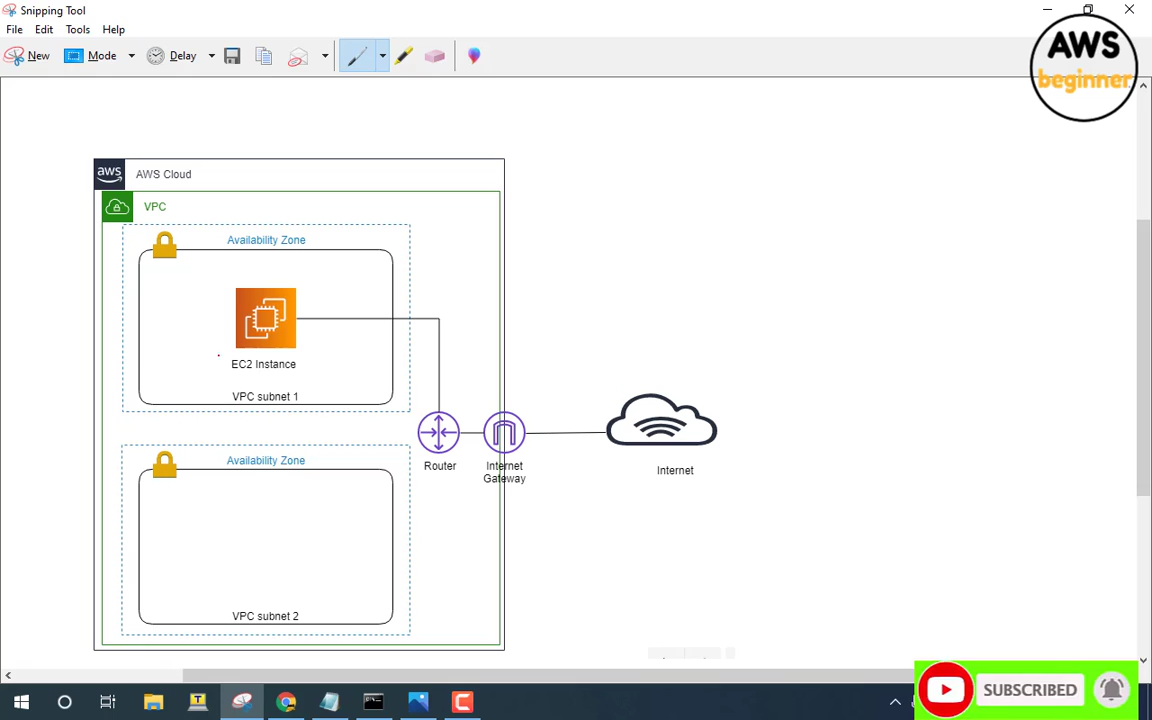 Snipping Tool
File Edit Tools Help
New Mode Delay
AWS
beginner
aws
AWS Cloud
VPC
Availability Zone
EC2 Instance
VPC subnet 1
Router
Internet
Gateway
Internet
Availability Zone
VPC subnet 2
T
C
SUBSCRIBED